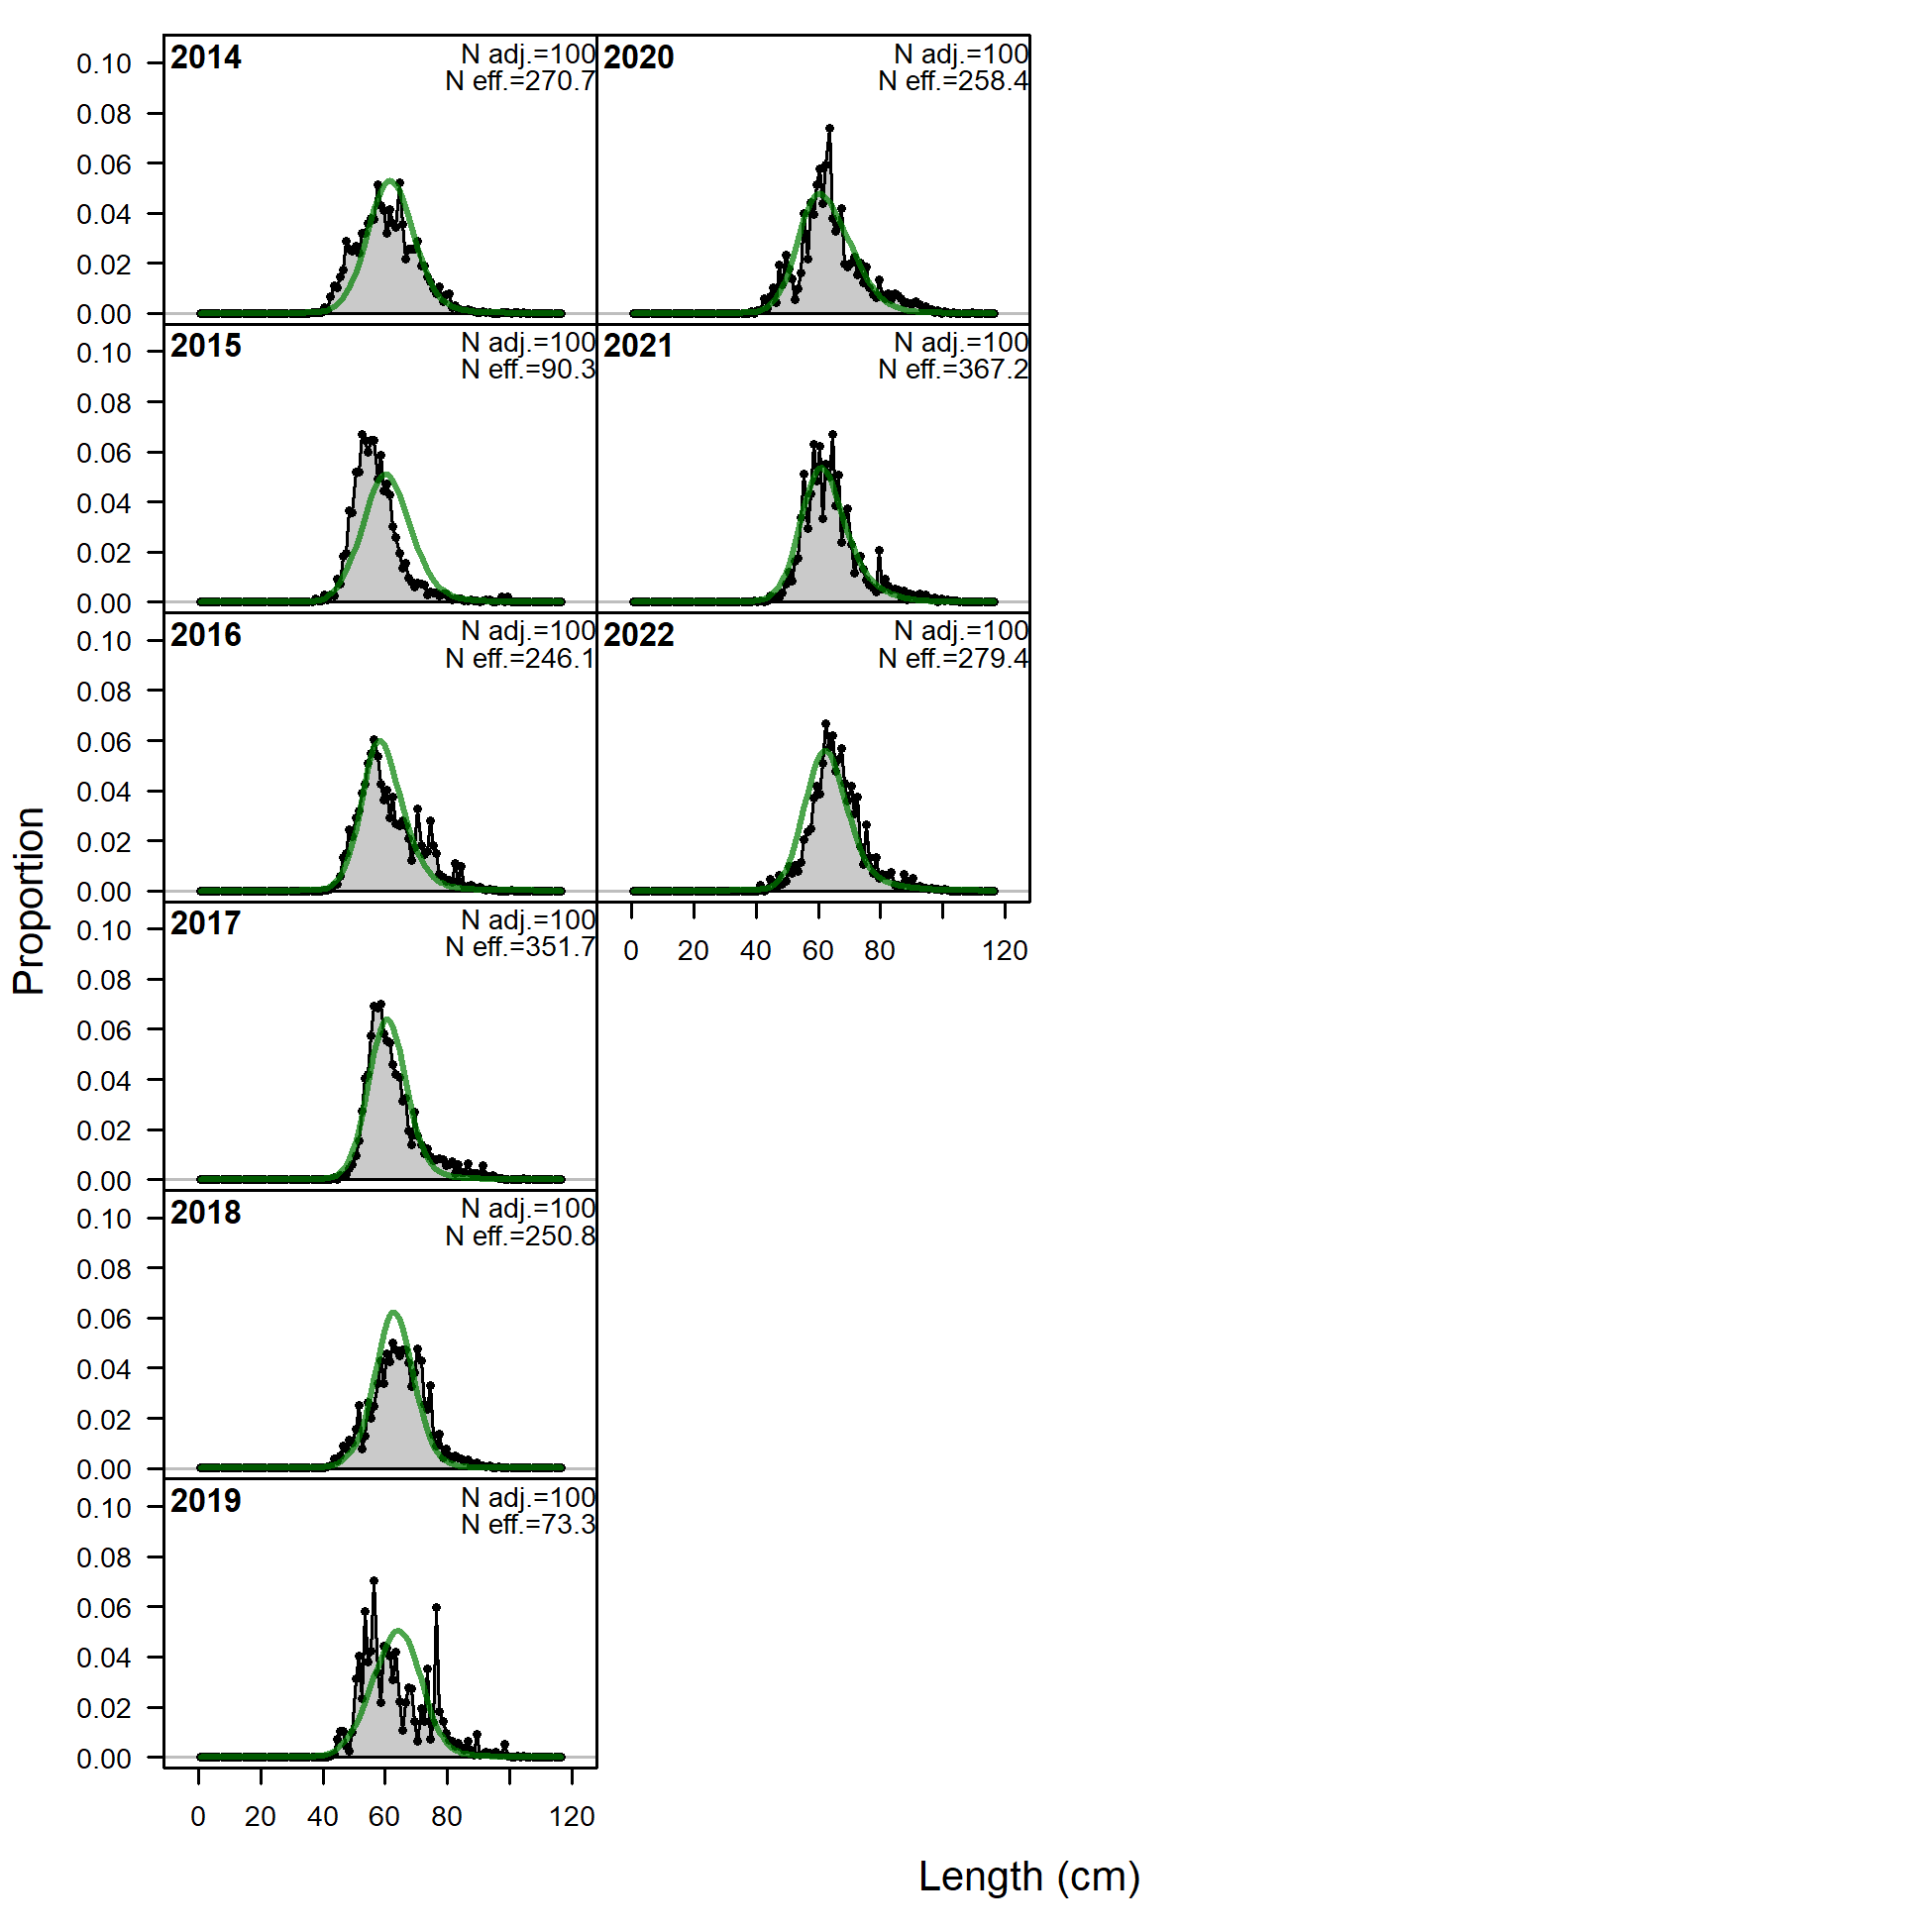 Proportion
2014
N adj.=100
N eff.=270.7
0.10
0.08
0.06
0.04
0.02
0.00
2015
N adj.=100
N eff.=90.3
0.10
0.08
0.06
0.04
0.02
0.00
2016
N adj.=100
N eff.=246.1
0.10
0.08
0.06
0.04
0.02
0.00
2017
N adj.=100
N eff.=351.7
0.10
0.08
0.06
0.04
0.02
0.00
2018
N adj.=100
N eff.=250.8
0.10
0.08
0.06
0.04
0.02
0.00
2019
N adj.=100
N eff.=73.3
0.10
0.08
0.06
0.04
0.02
0.00
0 20 40 60 80 120
2020
N adj.=100
N eff.=258.4
2021
N adj.=100
N eff.=367.2
2022
N adj.=100
N eff.=279.4
0 20 40 60 80 120
Length (cm)